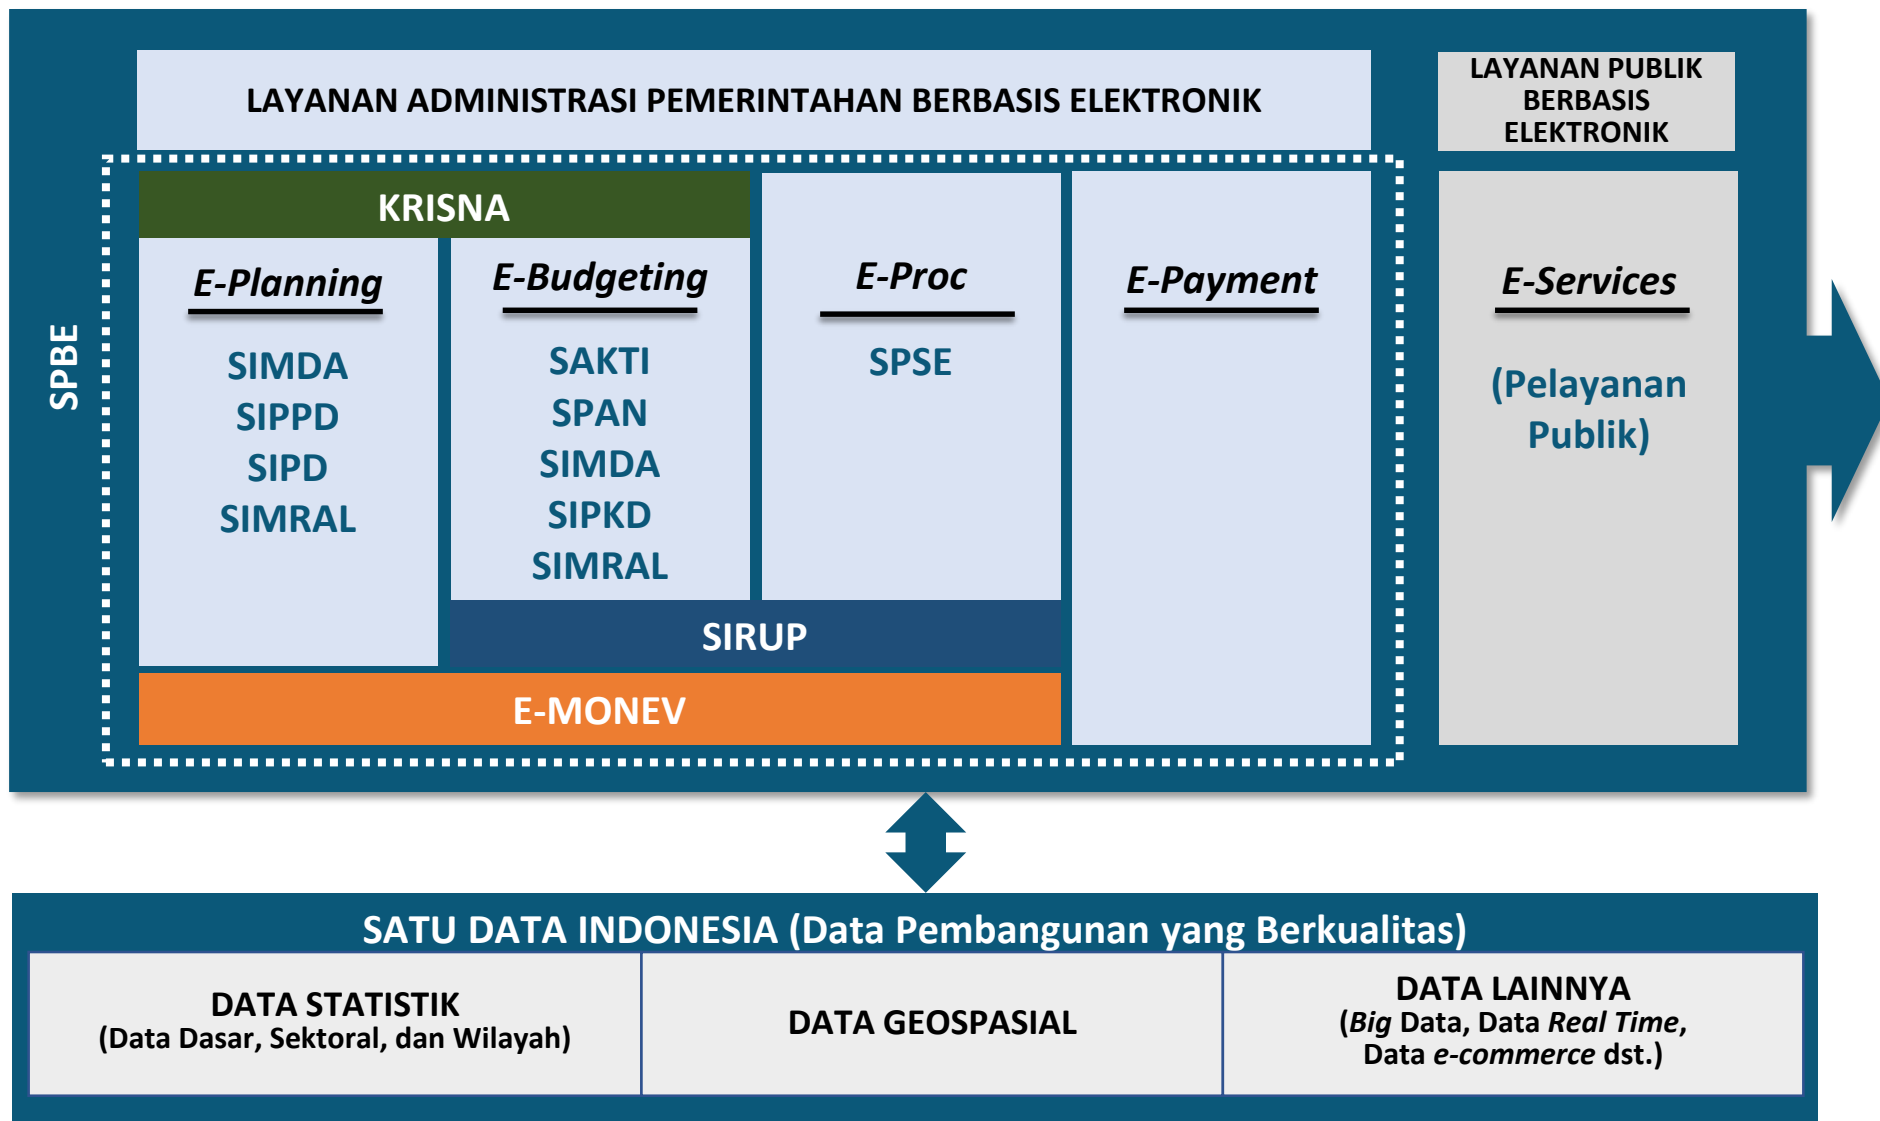 SPBE
LAYANAN ADMINISTRASI PEMERINTAHAN BERBASIS ELEKTRONIK
LAYANAN PUBLIK
BERBASIS
ELEKTRONIK
KRISNA
E-Planning
SIMDA
SIPPD
SIPD
SIMRAL
E-Budgeting
SAKTI
SPAN
SIMDA
SIPKD
SIMRAL
E-Proc
SPSE
SIRUP
E-MONEV
E-Payment
E-Services
(Pelayanan
Publik)
SATU DATA INDONESIA (Data Pembangunan yang Berkualitas)
DATA STATISTIK
(Data Dasar, Sektoral, dan Wilayah)
DATA GEOSPASIAL
DATA LAINNYA
(Big Data, Data Real Time,
Data e-commerce dst.)